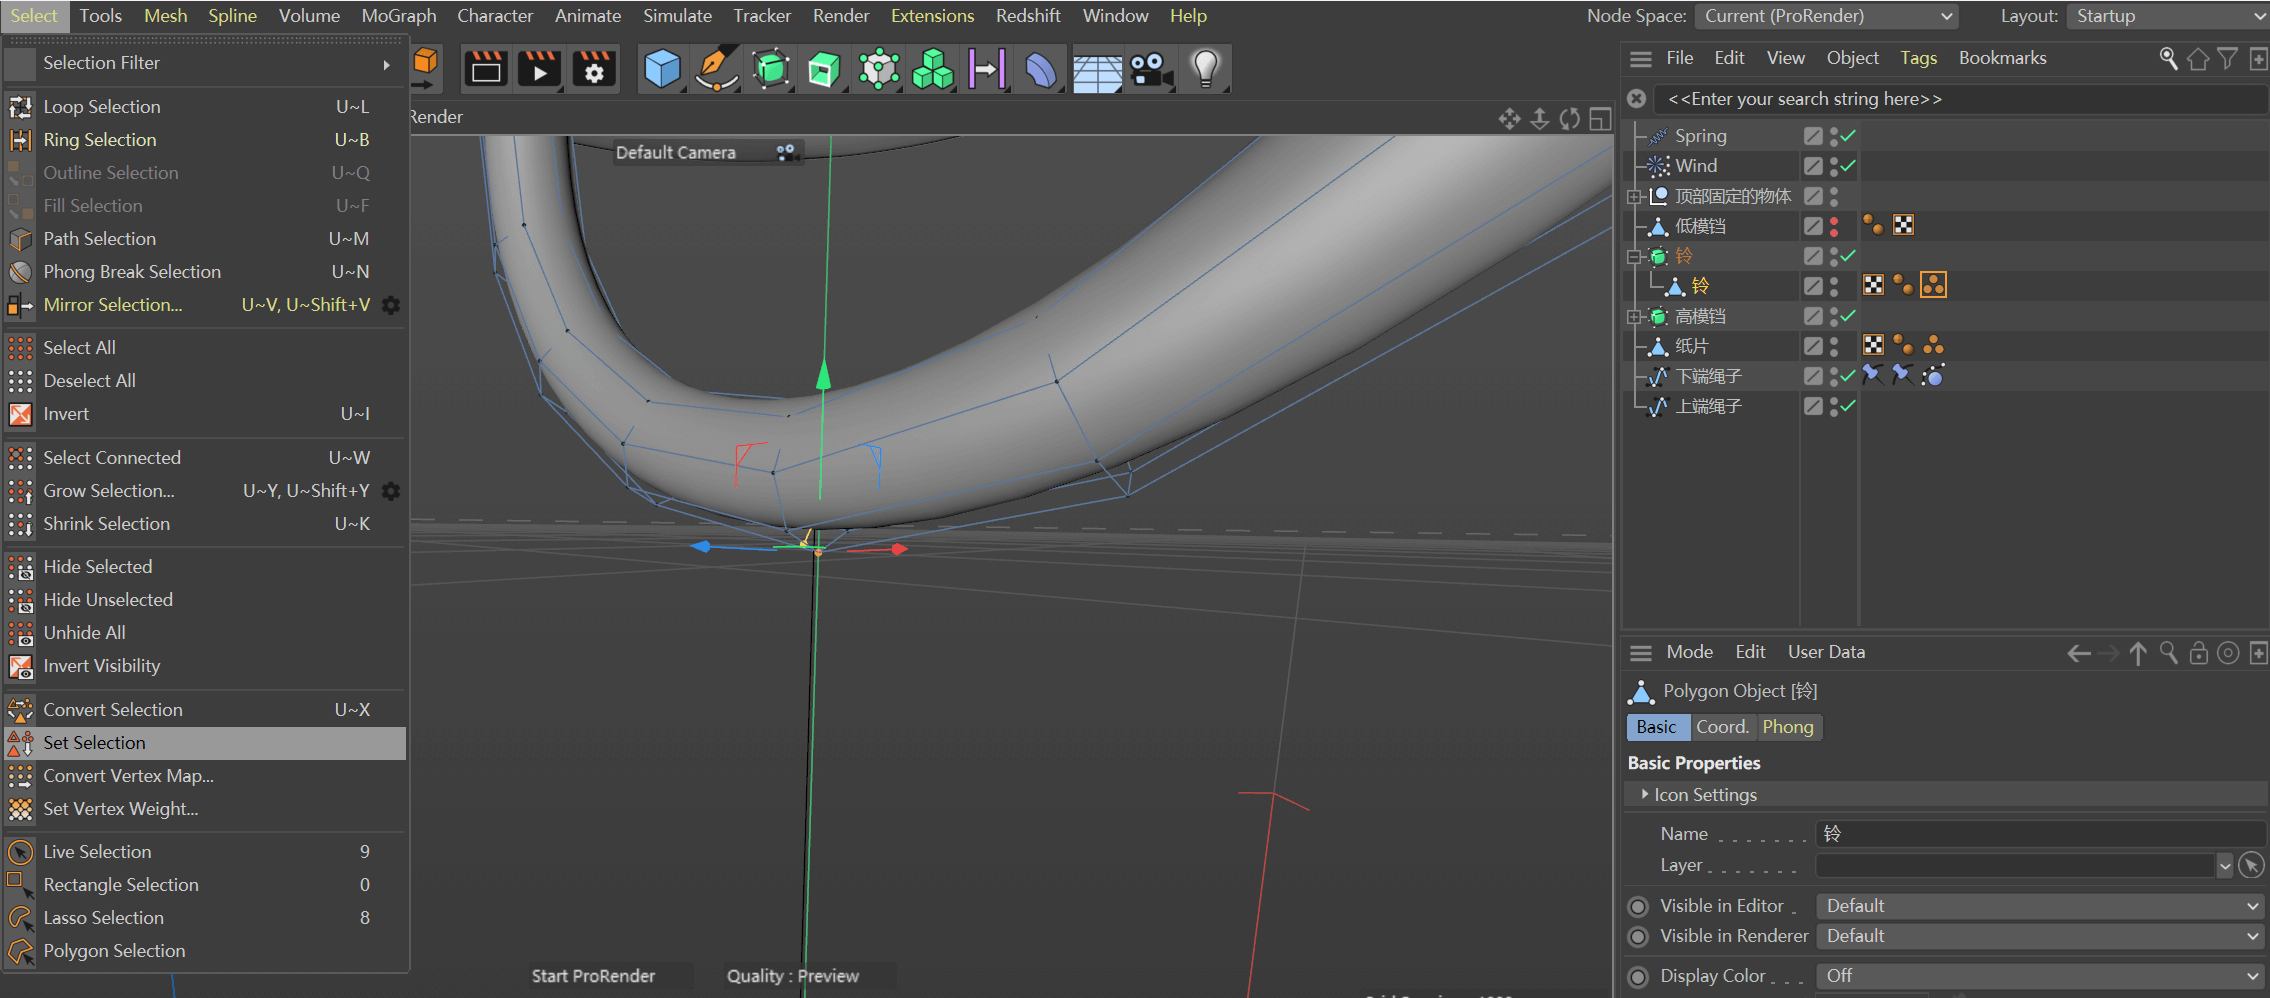 Select Tools Mesh Spline Volume MoGraph Character Animate Simulate Tracker Render Extensions Redshift Window Help Node Space: Current (ProRender) Layout: Startup
Selection Filter
Loop Selection U~L
Ring Selection U~B
Outline Selection U~Q
Fill Selection U~F
Path Selection U~M
Phong Break Selection U~N
Mirror Selection... U~V, U~Shift+V
Select All
Deselect All
Invert U~I
Select Connected U~W
Grow Selection... U~Y, U~Shift+Y
Shrink Selection U~K
Hide Selected
Hide Unselected
Unhide All
Invert Visibility
Convert Selection U~X
Set Selection
Convert Vertex Map...
Set Vertex Weight...
Live Selection 9
Rectangle Selection 0
Lasso Selection 8
Polygon Selection
Render
Default Camera
Start ProRender Quality : Preview
File Edit View Object Tags Bookmarks
<<Enter your search string here>>
Spring
Wind
顶部固定的物体
低模铛
铃
铃
高模铛
纸片
下端绳子
上端绳子
Mode Edit User Data
Polygon Object [铃]
Basic Coord. Phong
Basic Properties
Icon Settings
Name 铃
Layer
Visible in Editor Default
Visible in Renderer Default
Display Color Off